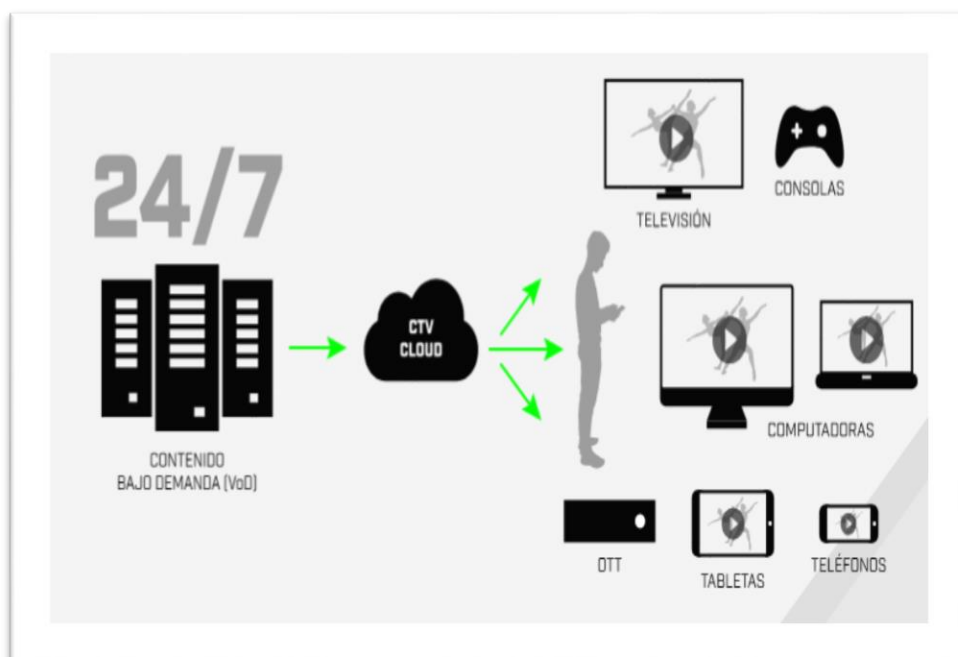 24/7
CONTENIDO
BAJO DEMANDA (VoD)
CTV
CLOUD
TELEVISIÓN
CONSOLAS
COMPUTADORAS
OTT
TABLETAS
TELÉFONOS